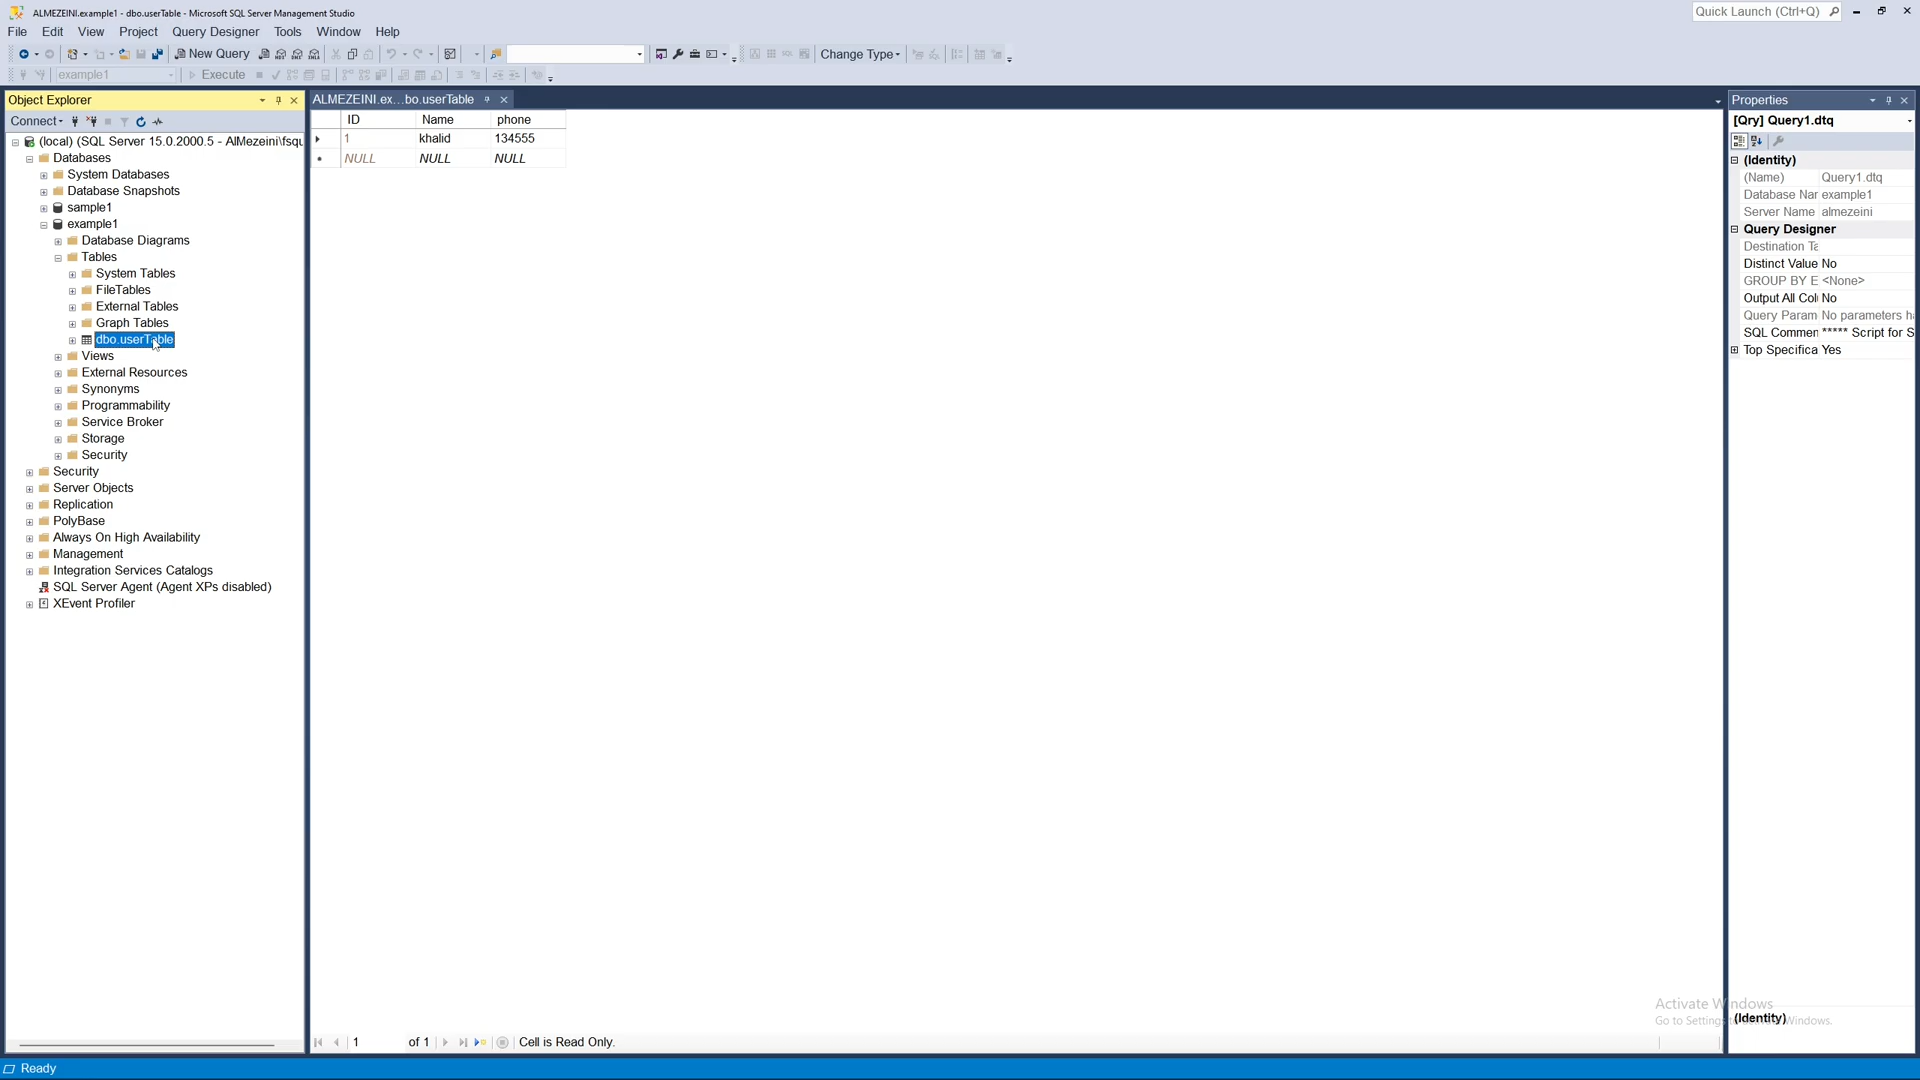 ALMEZEINI.example1 - dbo.userTable - Microsoft SQL Server Management Studio
Quick Launch (Ctrl+Q)
File Edit View Project Query Designer Tools Window Help
New Query
Change Type
example1 Execute
Object Explorer
Connect
(local) (SQL Server 15.0.2000.5 - AlMezeini\fsqu
Databases
System Databases
Database Snapshots
sample1
example1
Database Diagrams
Tables
System Tables
FileTables
External Tables
Graph Tables
dbo.userTable
Views
External Resources
Synonyms
Programmability
Service Broker
Storage
Security
Security
Server Objects
Replication
PolyBase
Always On High Availability
Management
Integration Services Catalogs
SQL Server Agent (Agent XPs disabled)
XEvent Profiler
ALMEZEINI.ex...bo.userTable
ID Name phone
1 khalid 134555
NULL NULL NULL
1 of 1 Cell is Read Only.
Properties
[Qry] Query1.dtq
(Identity)
(Name) Query1.dtq
Database Nar example1
Server Name almezeini
Query Designer
Destination Ta
Distinct Value No
GROUP BY E <None>
Output All Col No
Query Param No parameters h
SQL Commen ***** Script for S
Top Specifica Yes
Activate Windows
Go to Settings to activate Windows.
(Identity)
Ready